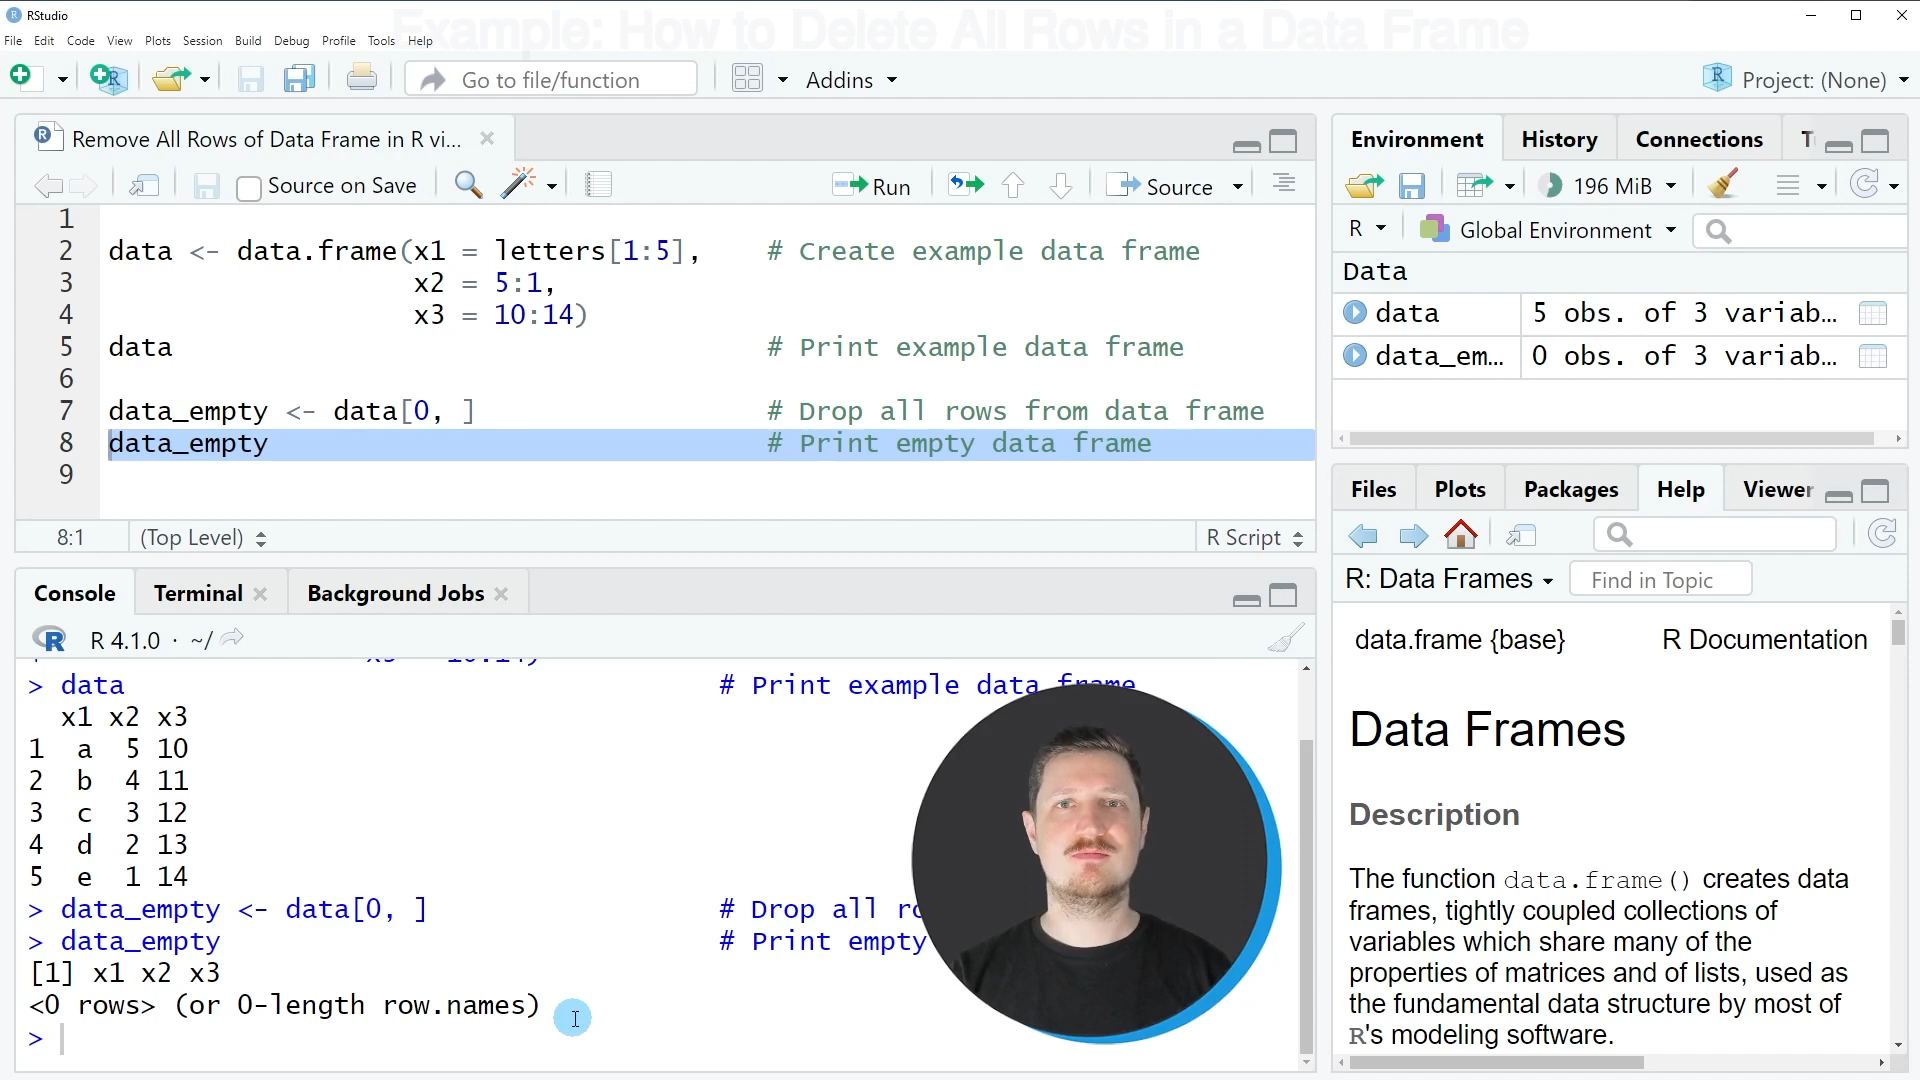 RStudio
Example: How to Delete All Rows in a Data Frame
File Edit Code View Plots Session Build Debug Profile Tools Help
Go to file/function
Addins
Project: (None)
Remove All Rows of Data Frame in R vi...
Source on Save
Run
Source
1
2 data <- data.frame(x1 = letters[1:5], # Create example data frame
3 x2 = 5:1,
4 x3 = 10:14)
5 data # Print example data frame
6
7 data_empty <- data[0, ] # Drop all rows from data frame
8 data_empty # Print empty data frame
9
8:1 (Top Level) R Script
Console Terminal Background Jobs
R 4.1.0 · ~/
> data # Print example data frame
x1 x2 x3
1 a 5 10
2 b 4 11
3 c 3 12
4 d 2 13
5 e 1 14
> data_empty <- data[0, ] # Drop all
> data_empty # Print empty
[1] x1 x2 x3
<0 rows> (or 0-length row.names)
>
Environment History Connections
196 MiB
R Global Environment
Data
data 5 obs. of 3 variab...
data_em... 0 obs. of 3 variab...
Files Plots Packages Help Viewer
R: Data Frames Find in Topic
data.frame {base} R Documentation
Data Frames
Description
The function data.frame() creates data
frames, tightly coupled collections of
variables which share many of the
properties of matrices and of lists, used as
the fundamental data structure by most of
R's modeling software.